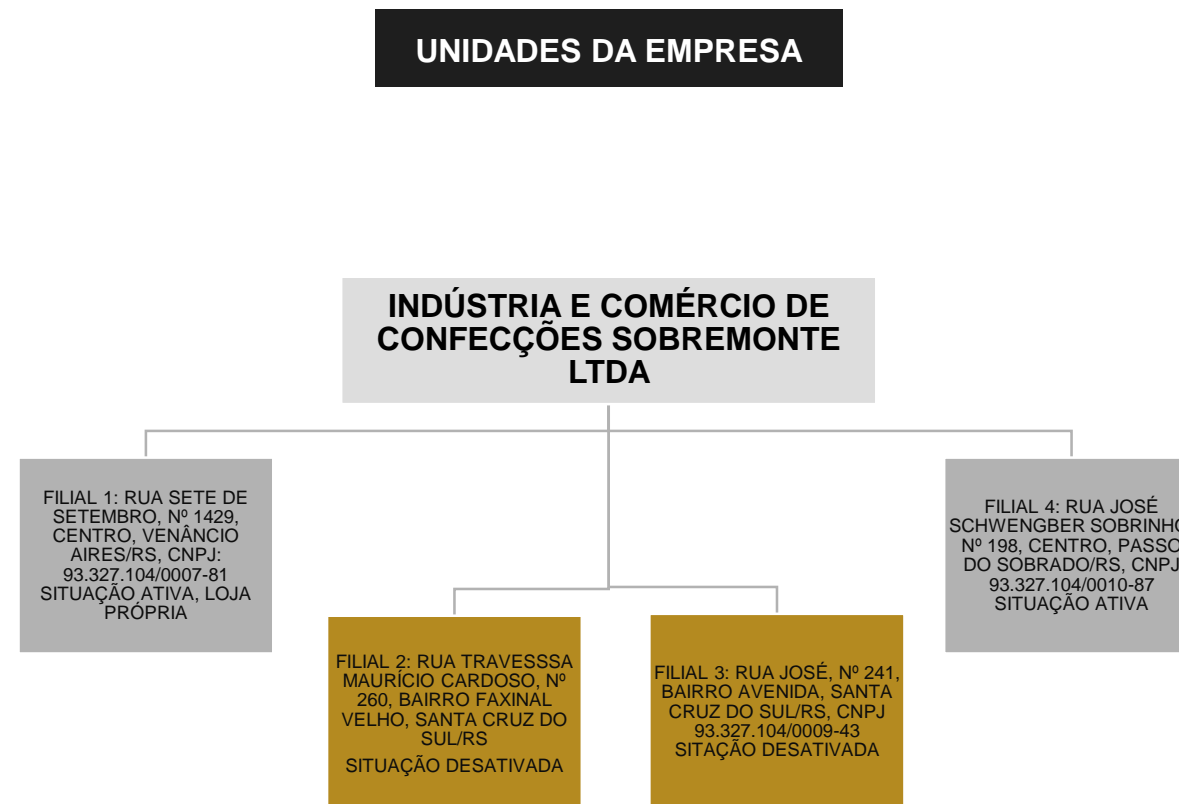 UNIDADES DA EMPRESA
INDÚSTRIA E COMÉRCIO DE
CONFECÇÕES SOBREMONTE
LTDA
FILIAL 1: RUA SETE DE
SETEMBRO, Nº 1429,
CENTRO, VENÂNCIO
AIRES/RS, CNPJ:
93.327.104/0007-81
SITUAÇÃO ATIVA, LOJA
PRÓPRIA
FILIAL 2: RUA TRAVESSSA
MAURÍCIO CARDOSO, Nº
260, BAIRRO FAXINAL
VELHO, SANTA CRUZ DO
SUL/RS
SITUAÇÃO DESATIVADA
FILIAL 3: RUA JOSÉ, Nº 241,
BAIRRO AVENIDA, SANTA
CRUZ DO SUL/RS, CNPJ
93.327.104/0009-43
SITAÇÃO DESATIVADA
FILIAL 4: RUA JOSÉ
SCHWENGBER SOBRINHO
Nº 198, CENTRO, PASSO
DO SOBRADO/RS, CNPJ
93.327.104/0010-87
SITUAÇÃO ATIVA